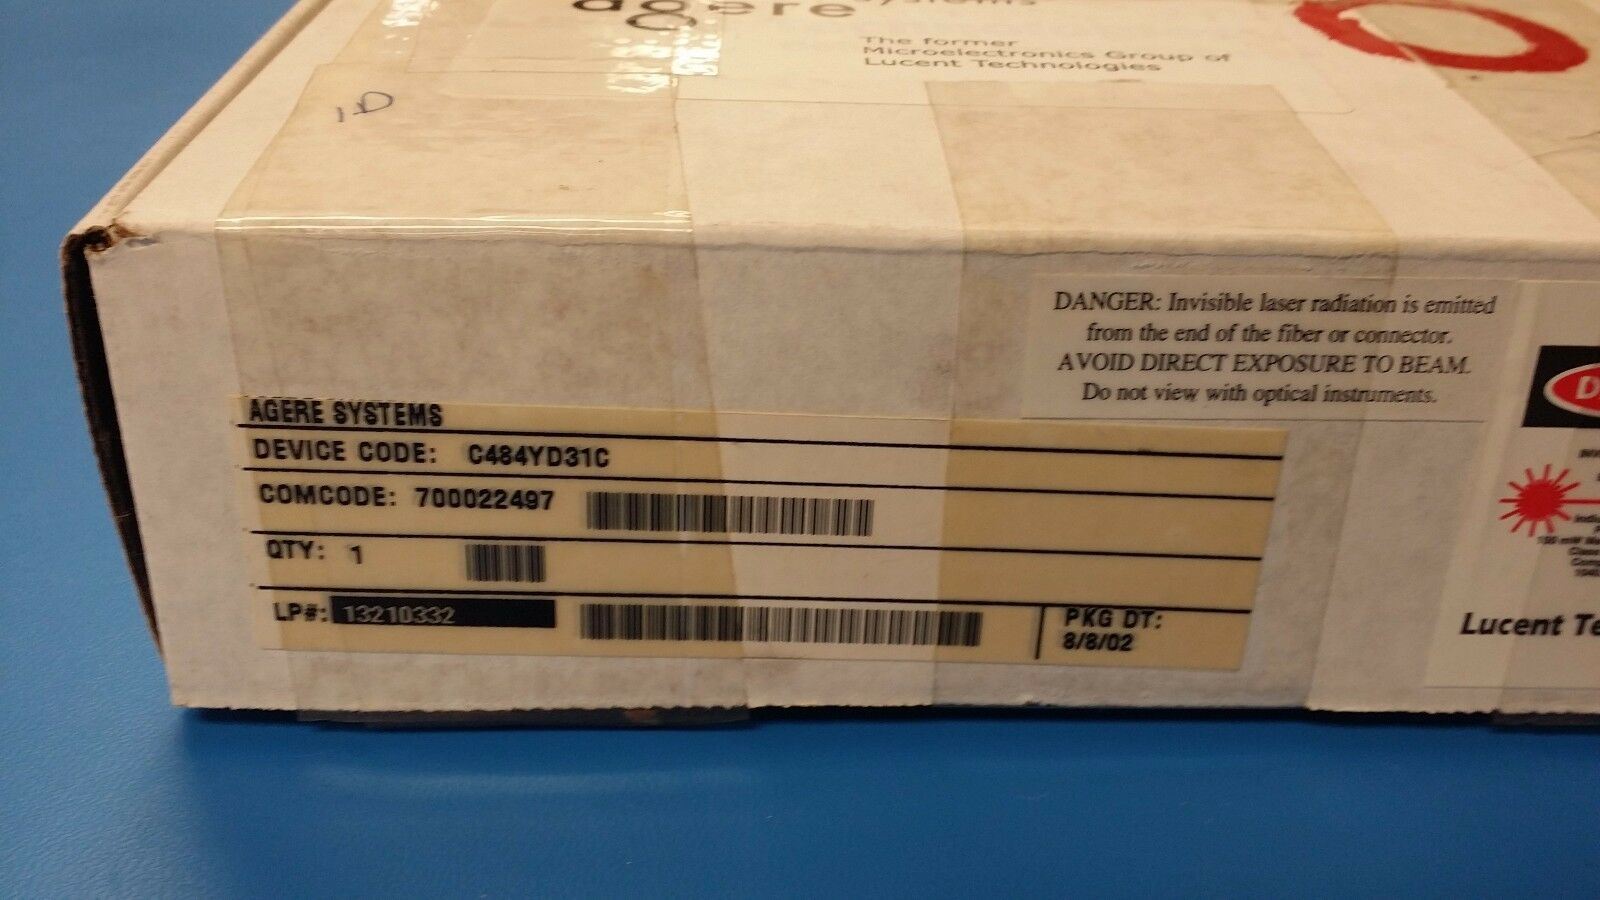 agere systems
The former
Microelectronics Group of
Lucent Technologies
DANGER: Invisible laser radiation is emitted
from the end of the fiber or connector.
AVOID DIRECT EXPOSURE TO BEAM.
Do not view with optical instruments.
AGERE SYSTEMS
DEVICE CODE: C484YD31C
COMCODE: 700022497
QTY: 1
LP#: 13210332
PKG DT:
8/8/02
Lucent Te